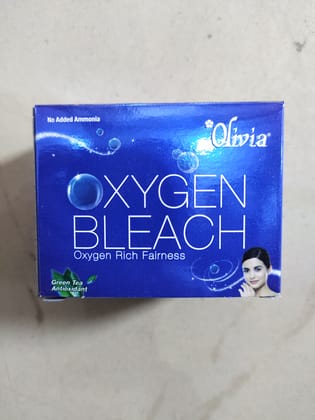 No Added Ammonia
Olivia®
OXYGEN
BLEACH
Oxygen Rich Fairness
Green Tea
Antioxidant